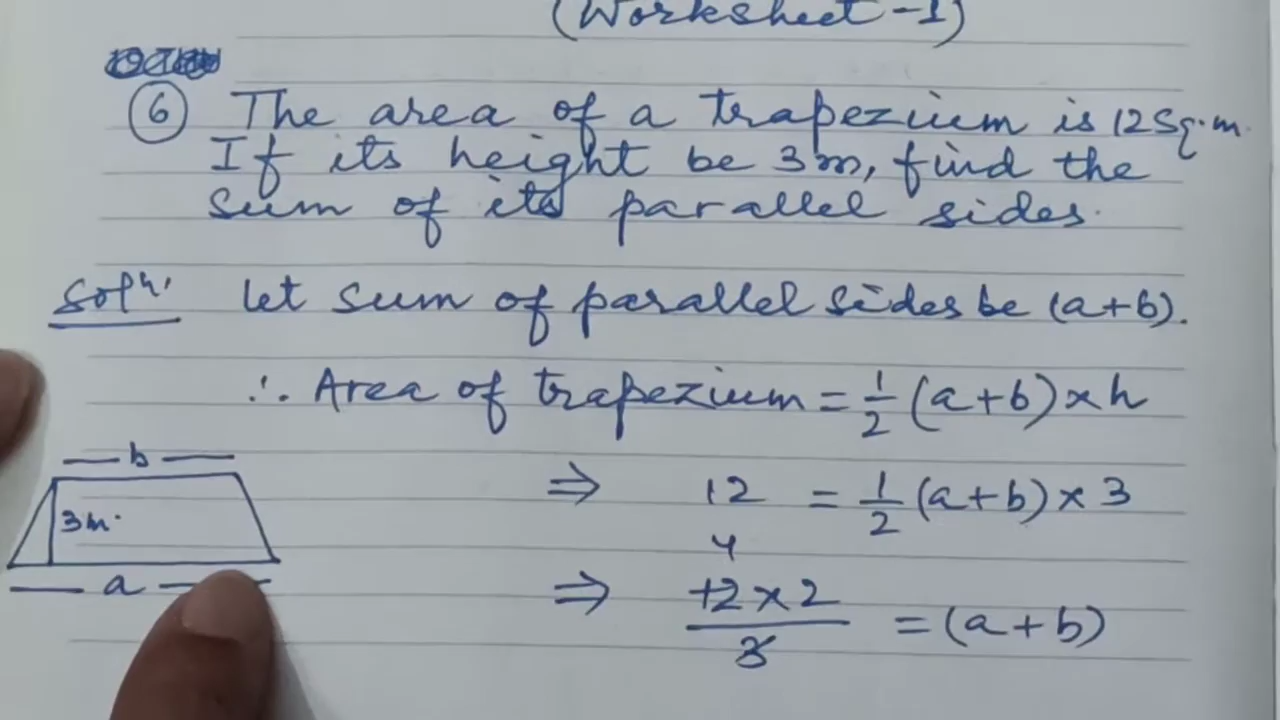 (Worksheet-1)
6 The area of a trapezium is 12 Sq.m.
If its height be 3m, find the
Sum of its parallel sides.
Solⁿ. Let sum of parallel sides be (a+b).
∴ Area of trapezium = 1/2 (a+b) × h
b
⇒ 12 = 1/2 (a+b) × 3
3m.
4
⇒ 12 × 2 / 3 = (a+b)
a